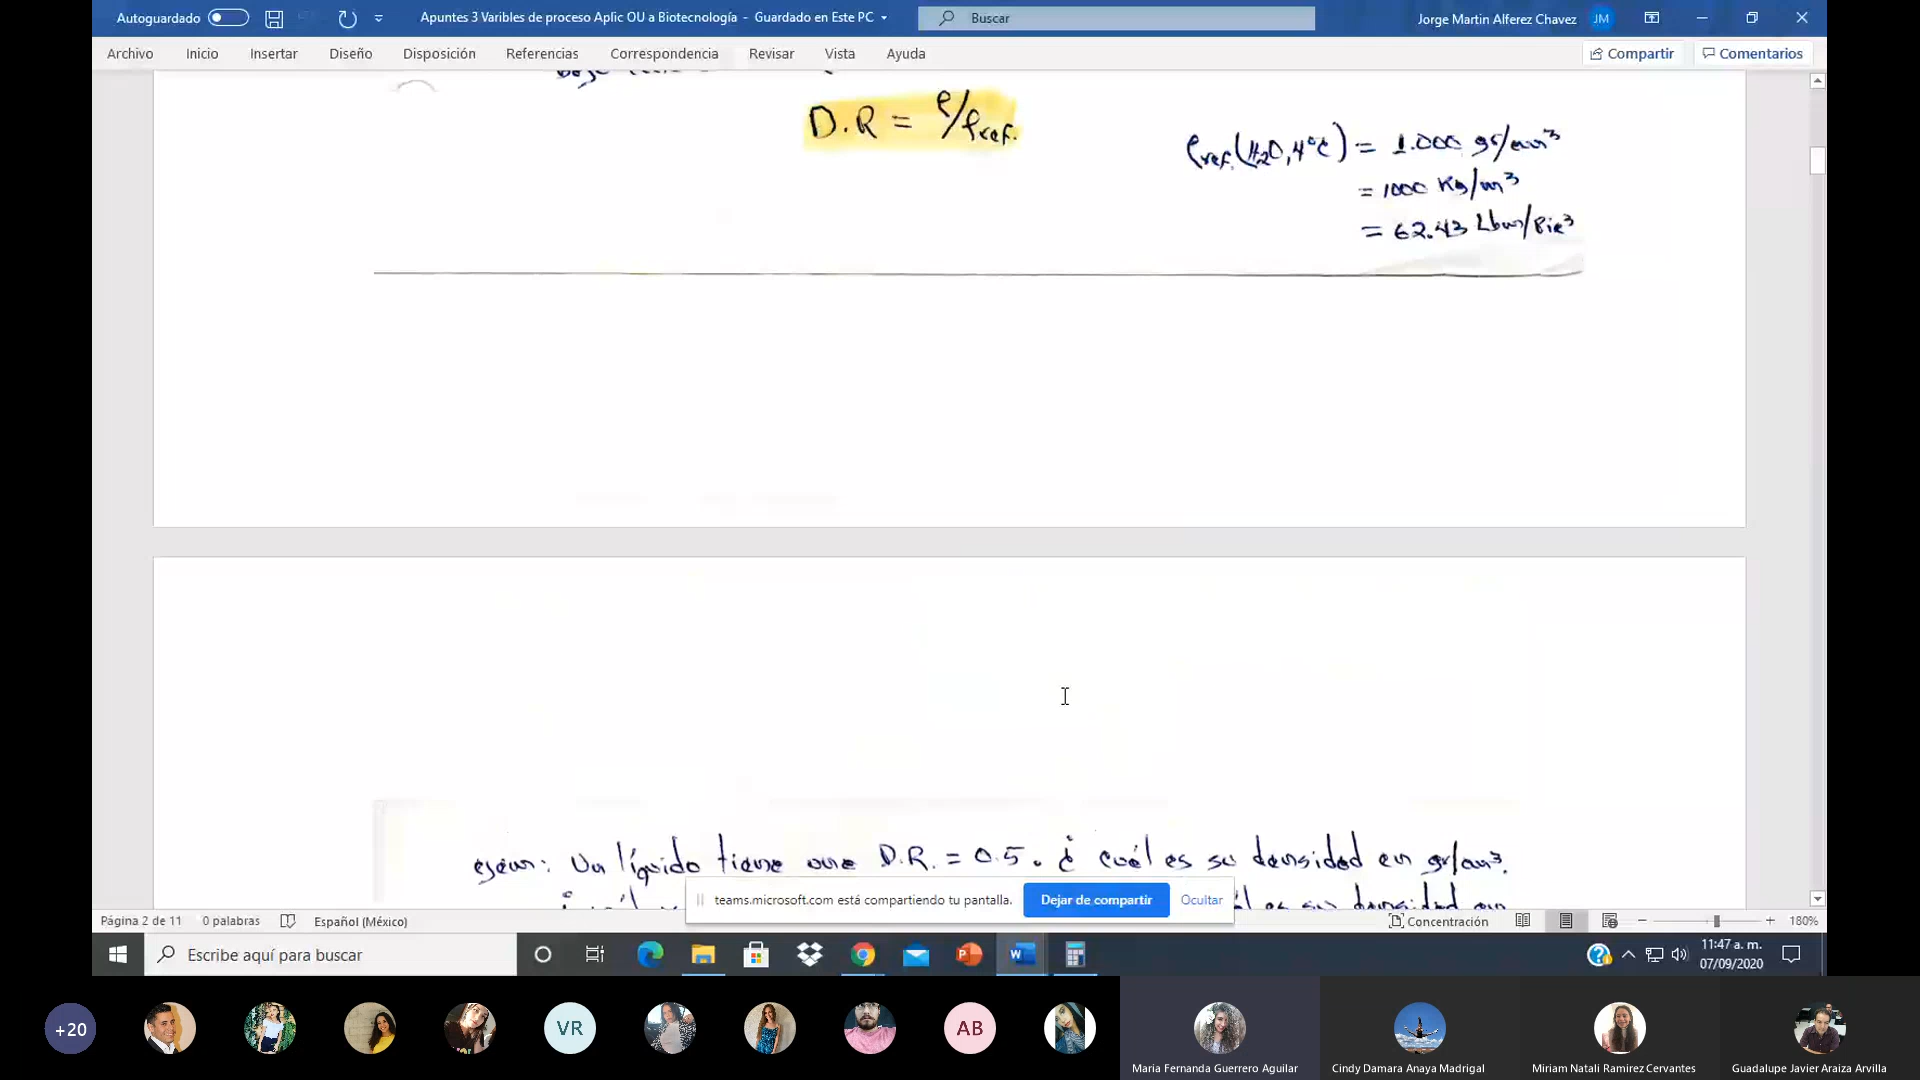 Autoguardado
Apuntes 3 Varibles de proceso Aplic OU a Biotecnología - Guardado en Este PC
Buscar
Jorge Martin Alferez Chavez
JM
Archivo Inicio Insertar Diseño Disposición Referencias Correspondencia Revisar Vista Ayuda
Compartir Comentarios
D.R = ρ/ρref.
ρref.(H₂O, 4°C) = 1.000 gr/cm³
= 1000 Kg/m³
= 62.43 Lbm/Pie³
ejem: Un líquido tiene una D.R. = 0.5. ¿ cuál es su densidad en gr/cm³.
es su densidad en
teams.microsoft.com está compartiendo tu pantalla. Dejar de compartir Ocultar
Página 2 de 11 0 palabras Español (México) Concentración 180%
Escribe aquí para buscar
11:47 a. m.
07/09/2020
+20
VR
AB
Maria Fernanda Guerrero Aguilar
Cindy Damara Anaya Madrigal
Miriam Natali Ramirez Cervantes
Guadalupe Javier Araiza Arvilla